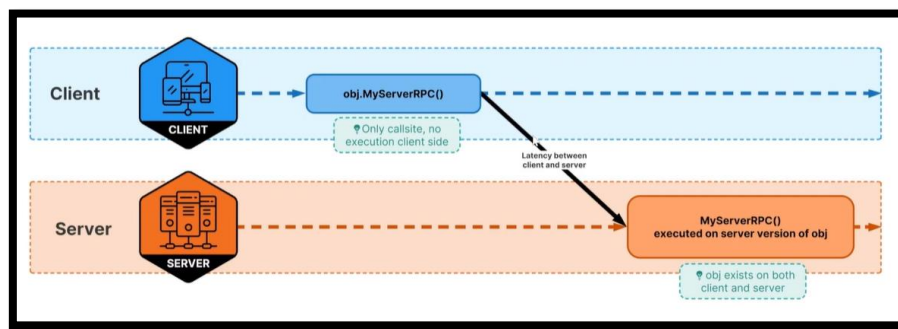 Client
CLIENT
obj.MyServerRPC()
Only callsite, no
execution client side
Latency between
client and server
Server
SERVER
MyServerRPC()
executed on server version of obj
obj exists on both
client and server